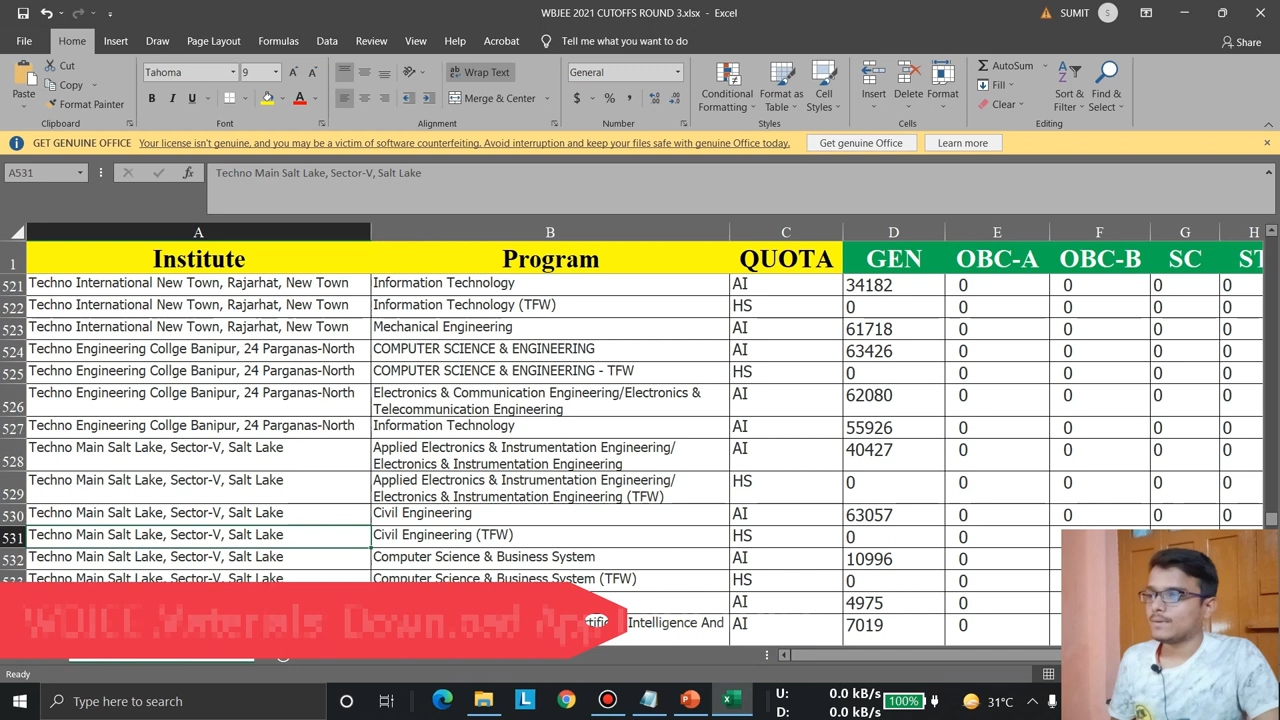 WBJEE 2021 CUTOFFS ROUND 3.xlsx - Excel
SUMIT S
File Home Insert Draw Page Layout Formulas Data Review View Help Acrobat Tell me what you want to do Share
Cut
Copy
Format Painter
Paste
Clipboard
Tahoma 9
B I U A
Font
Wrap Text
Merge & Center
Alignment
General
$ % ,
Number
Conditional Formatting
Format as Table
Cell Styles
Styles
Insert Delete Format
Cells
AutoSum
Fill
Clear
Sort & Filter
Find & Select
Editing
GET GENUINE OFFICE Your license isn't genuine, and you may be a victim of software counterfeiting. Avoid interruption and keep your files safe with genuine Office today. Get genuine Office Learn more
A531 fx Techno Main Salt Lake, Sector-V, Salt Lake
A B C D E F G H
1 Institute Program QUOTA GEN OBC-A OBC-B SC ST
521 Techno International New Town, Rajarhat, New Town Information Technology AI 34182 0 0 0 0
522 Techno International New Town, Rajarhat, New Town Information Technology (TFW) HS 0 0 0 0 0
523 Techno International New Town, Rajarhat, New Town Mechanical Engineering AI 61718 0 0 0 0
524 Techno Engineering Collge Banipur, 24 Parganas-North COMPUTER SCIENCE & ENGINEERING AI 63426 0 0 0 0
525 Techno Engineering Collge Banipur, 24 Parganas-North COMPUTER SCIENCE & ENGINEERING - TFW HS 0 0 0 0 0
526 Techno Engineering Collge Banipur, 24 Parganas-North Electronics & Communication Engineering/Electronics & AI 62080 0 0 0 0
Telecommunication Engineering
527 Techno Engineering Collge Banipur, 24 Parganas-North Information Technology AI 55926 0 0 0 0
528 Techno Main Salt Lake, Sector-V, Salt Lake Applied Electronics & Instrumentation Engineering/ AI 40427 0 0 0 0
Electronics & Instrumentation Engineering
529 Techno Main Salt Lake, Sector-V, Salt Lake Applied Electronics & Instrumentation Engineering/ HS 0 0 0 0 0
Electronics & Instrumentation Engineering (TFW)
530 Techno Main Salt Lake, Sector-V, Salt Lake Civil Engineering AI 63057 0 0 0 0
531 Techno Main Salt Lake, Sector-V, Salt Lake Civil Engineering (TFW) HS 0 0
532 Techno Main Salt Lake, Sector-V, Salt Lake Computer Science & Business System AI 10996 0
Techno Main Salt Lake, Sector-V, Salt Lake Computer Science & Business System (TFW) HS 0 0
AI 4975 0
Intelligence And AI 7019 0
Materials
Ready
Type here to search
U: 0.0 kB/s
D: 0.0 kB/s
100%
31°C